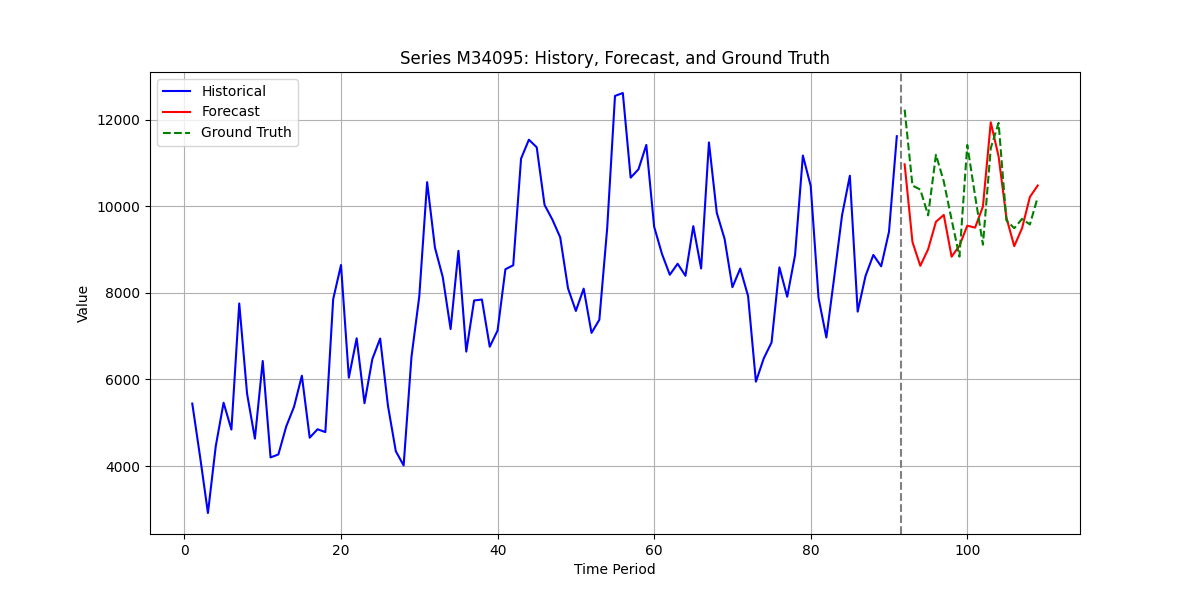 Series M34095: History, Forecast, and Ground Truth
Historical
Forecast
Ground Truth
12000
10000
8000
6000
4000
Value
0 20 40 60 80 100
Time Period